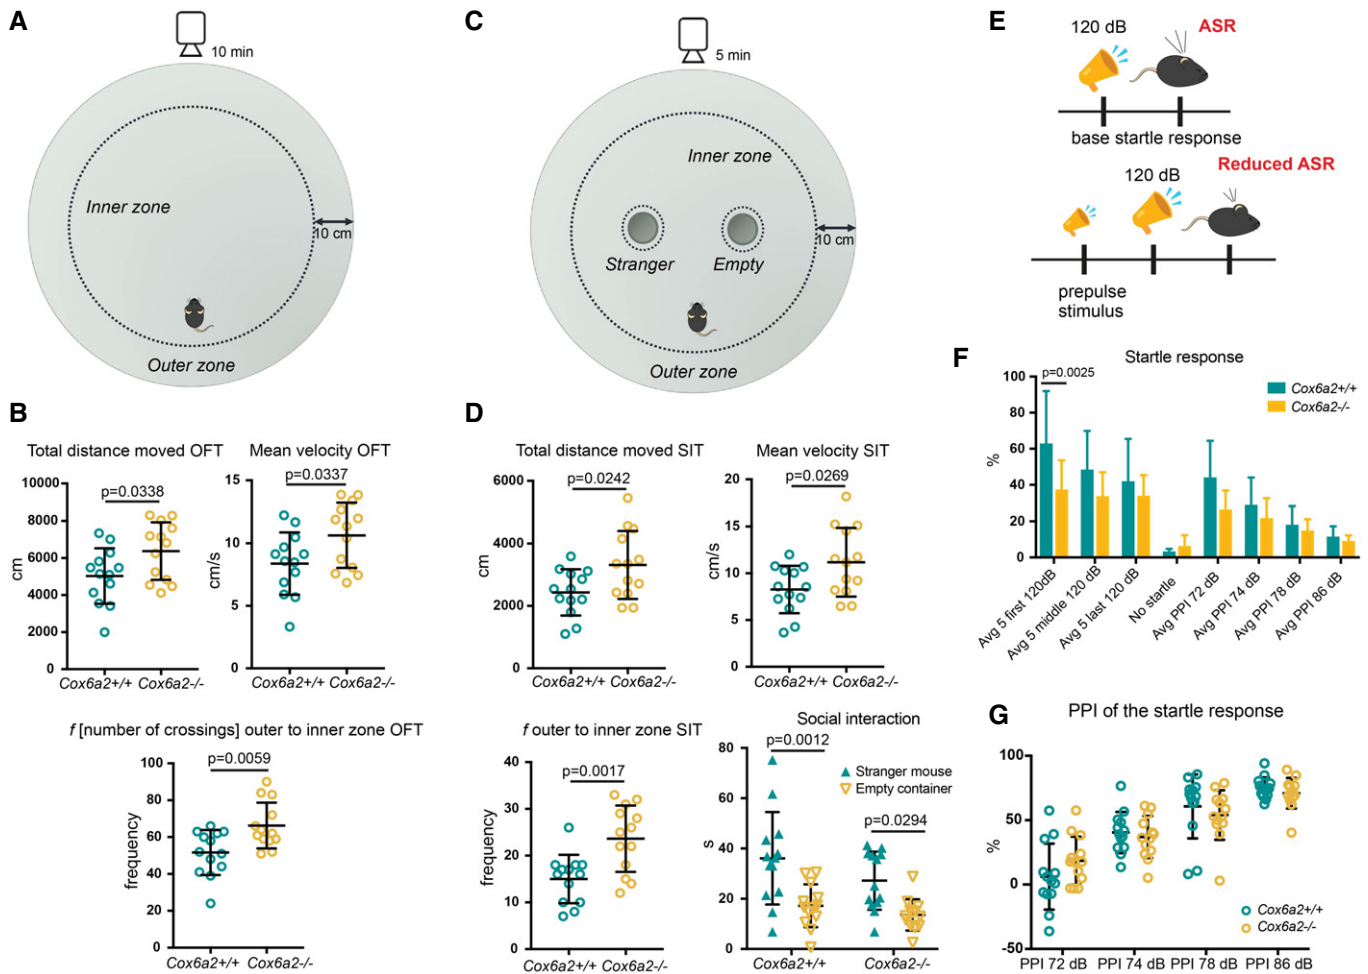 A
10 min
Inner zone
10 cm
Outer zone
C
5 min
Inner zone
10 cm
Stranger
Empty
Outer zone
E
120 dB
ASR
base startle response
Reduced ASR
120 dB
prepulse
stimulus
B
Total distance moved OFT
p=0.0338
10000
8000
6000
4000
2000
0
cm
Cox6a2+/+
Cox6a2-/-
Mean velocity OFT
p=0.0337
15
10
5
0
cm/s
Cox6a2+/+
Cox6a2-/-
f [number of crossings] outer to inner zone OFT
p=0.0059
100
80
60
40
20
0
frequency
Cox6a2+/+
Cox6a2-/-
D
Total distance moved SIT
p=0.0242
6000
4000
2000
0
cm
Cox6a2+/+
Cox6a2-/-
Mean velocity SIT
p=0.0269
20
15
10
5
0
cm/s
Cox6a2+/+
Cox6a2-/-
f outer to inner zone SIT
p=0.0017
40
30
20
10
0
frequency
Cox6a2+/+
Cox6a2-/-
Social interaction
p=0.0012
Stranger mouse
Empty container
p=0.0294
80
60
40
20
0
s
Cox6a2+/+
Cox6a2-/-
F
Startle response
p=0.0025
Cox6a2+/+
Cox6a2-/-
100
80
60
40
20
0
%
Avg 5 first 120dB
Avg 5 middle 120 dB
Avg 5 last 120 dB
No startle
Avg PPI 72 dB
Avg PPI 74 dB
Avg PPI 78 dB
Avg PPI 86 dB
G
PPI of the startle response
100
50
0
-50
%
Cox6a2+/+
Cox6a2-/-
PPI 72 dB
PPI 74 dB
PPI 78 dB
PPI 86 dB